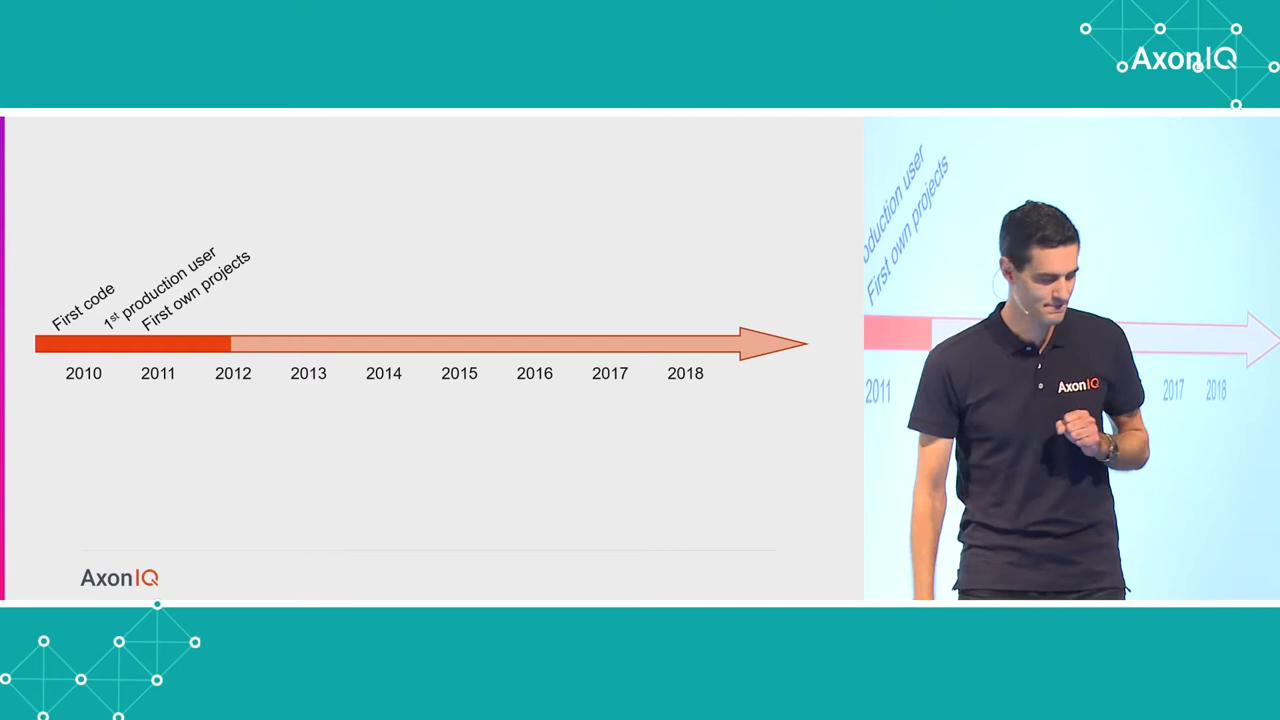 AxonIQ
First code
1st production user
First own projects
2010 2011 2012 2013 2014 2015 2016 2017 2018
AxonIQ
user
First own projects
2011 2017 2018
AxonIQ